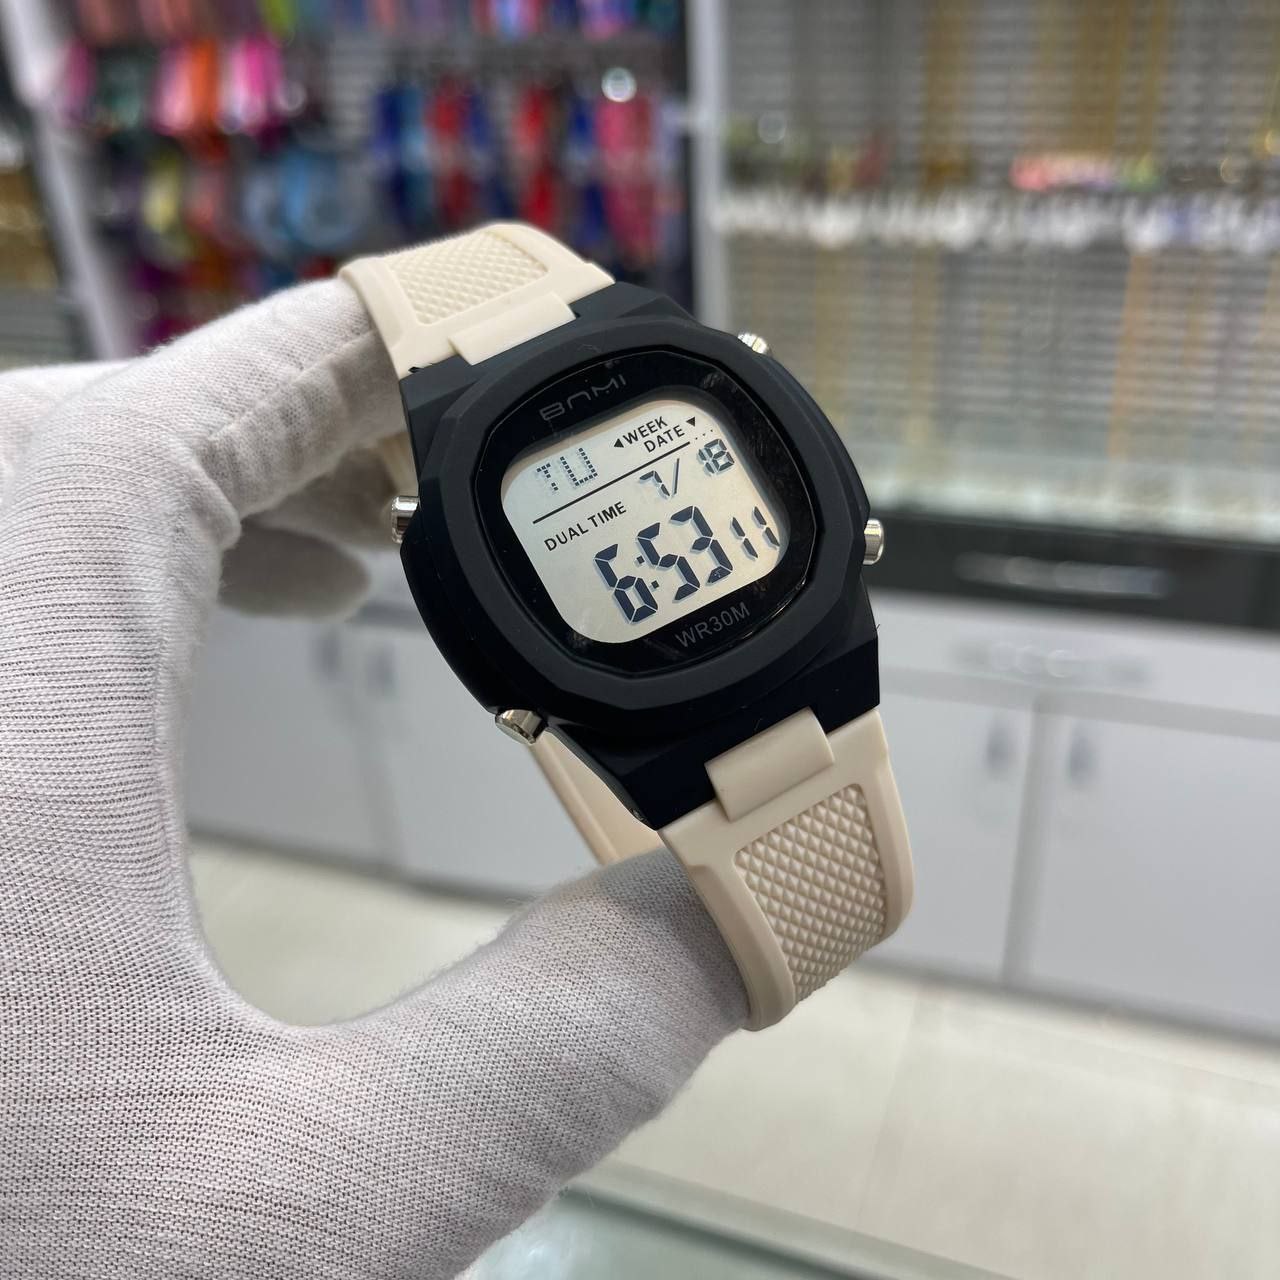 BNMI
◄WEEK
TU DATE▼
7/ 18
DUAL TIME
6:53 11
WR30M